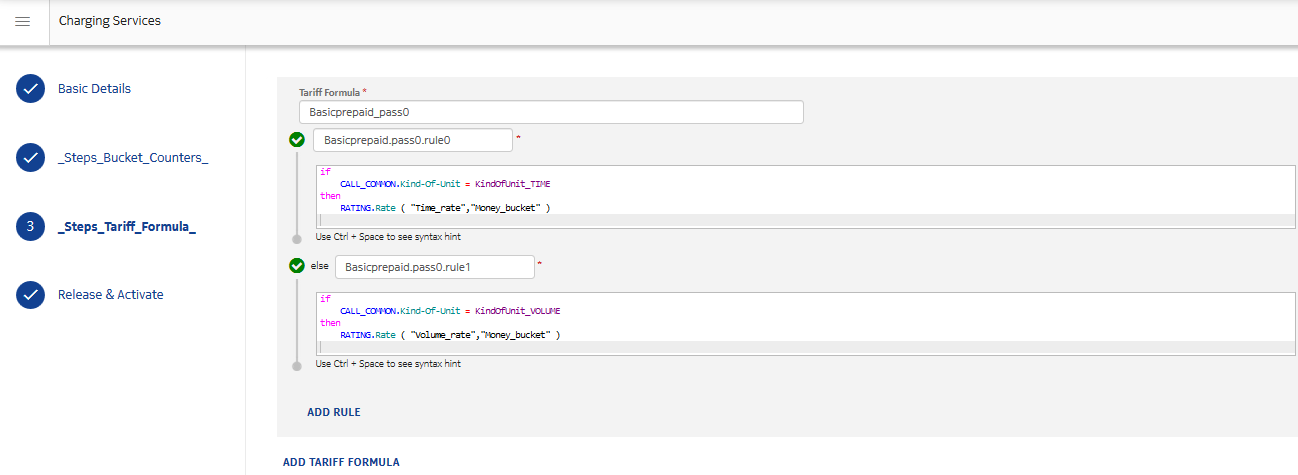 Charging Services
Basic Details
_Steps_Bucket_Counters_
3 _Steps_Tariff_Formula_
Release & Activate
Tariff Formula *
Basicprepaid_pass0
Basicprepaid.pass0.rule0 *
if
CALL_COMMON.Kind-Of-Unit = KindOfUnit_TIME
then
RATING.Rate ( "Time_rate","Money_bucket" )
Use Ctrl + Space to see syntax hint
else Basicprepaid.pass0.rule1 *
if
CALL_COMMON.Kind-Of-Unit = KindOfUnit_VOLUME
then
RATING.Rate ( "Volume_rate","Money_bucket" )
Use Ctrl + Space to see syntax hint
ADD RULE
ADD TARIFF FORMULA